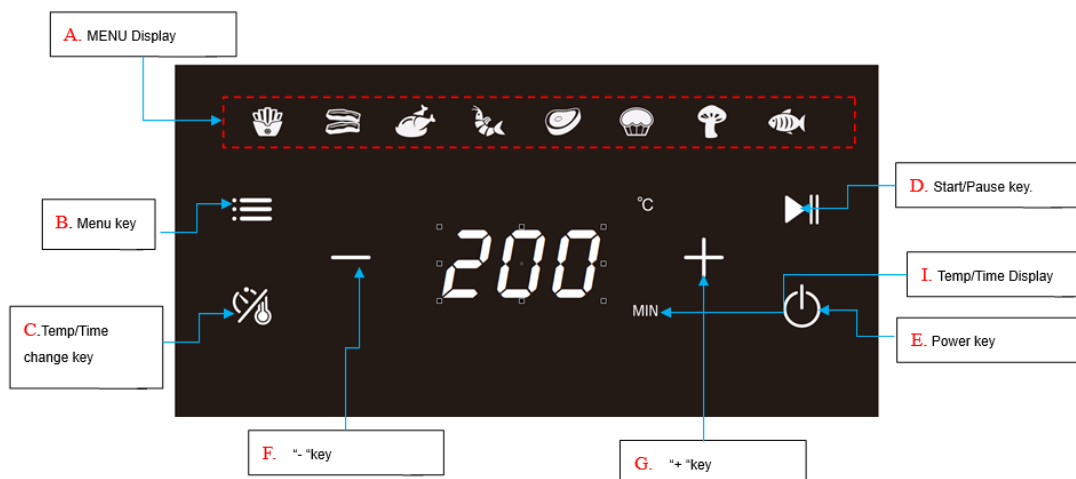 A. MENU Display
B. Menu key
C.Temp/Time
change key
℃
200
MIN
D. Start/Pause key.
I. Temp/Time Display
E. Power key
F. “- “key
G. “+ “key